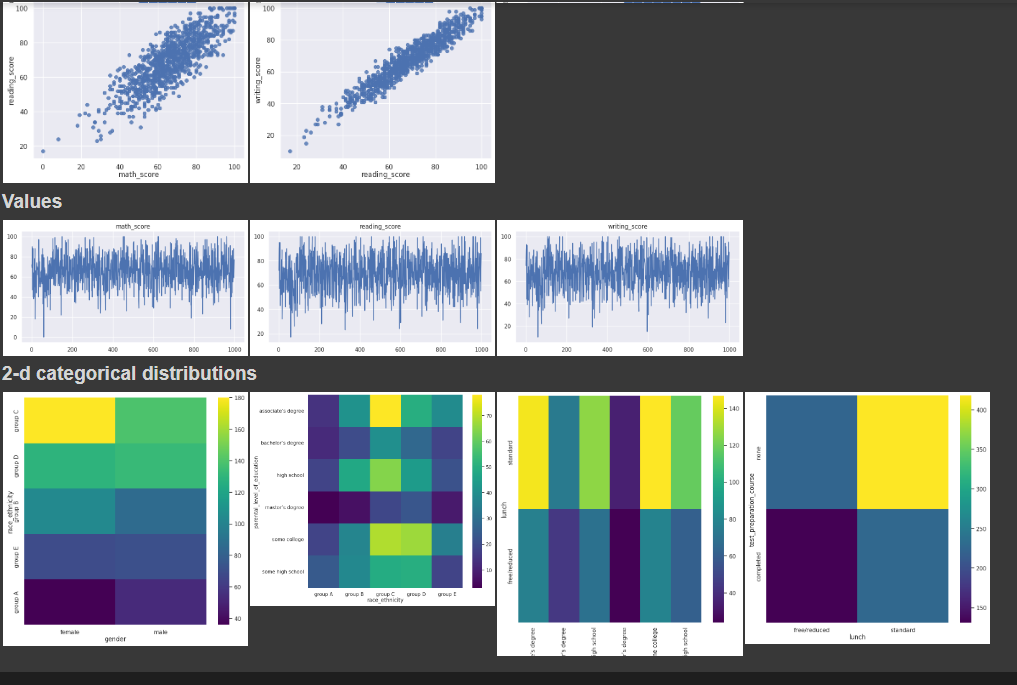 100
80
60
40
20
reading_score
0 20 40 60 80 100
math_score
100
80
60
40
20
writing_score
20 40 60 80 100
reading_score
Values
math_score
100
80
60
40
20
0
0 200 400 600 800 1000
reading_score
100
80
60
40
20
0 200 400 600 800 1000
writing_score
100
80
60
40
20
0 200 400 600 800 1000
2-d categorical distributions
group C
group D
group B
group E
group A
race_ethnicity
female male
gender
180
160
140
120
100
80
60
40
associate's degree
bachelor's degree
high school
master's degree
some college
some high school
parental_level_of_education
group A group B group C group D group E
race_ethnicity
70
60
50
40
30
20
10
standard
free/reduced
lunch
's degree
r's degree
igh school
r's degree
ne college
igh school
140
120
100
80
60
40
none
completed
test_preparation_course
free/reduced standard
lunch
400
350
300
250
200
150